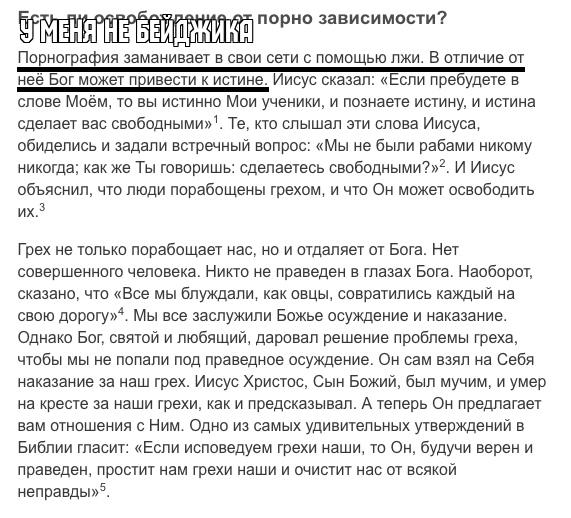 Есть ли освобождение от порно зависимости?
У МЕНЯ НЕ БЕЙДЖИКА
Порнография заманивает в свои сети с помощью лжи. В отличие от
неё Бог может привести к истине. Иисус сказал: «Если пребудете в
слове Моём, то вы истинно Мои ученики, и познаете истину, и истина
сделает вас свободными»¹. Те, кто слышал эти слова Иисуса,
обиделись и задали встречный вопрос: «Мы не были рабами никому
никогда; как же Ты говоришь: сделаетесь свободными?»². И Иисус
объяснил, что люди порабощены грехом, и что Он может освободить
их.³
Грех не только порабощает нас, но и отдаляет от Бога. Нет
совершенного человека. Никто не праведен в глазах Бога. Наоборот,
сказано, что «Все мы блуждали, как овцы, совратились каждый на
свою дорогу»⁴. Мы все заслужили Божье осуждение и наказание.
Однако Бог, святой и любящий, даровал решение проблемы греха,
чтобы мы не попали под праведное осуждение. Он сам взял на Себя
наказание за наш грех. Иисус Христос, Сын Божий, был мучим, и умер
на кресте за наши грехи, как и предсказывал. А теперь Он предлагает
вам отношения с Ним. Одно из самых удивительных утверждений в
Библии гласит: «Если исповедуем грехи наши, то Он, будучи верен и
праведен, простит нам грехи наши и очистит нас от всякой
неправды»⁵.